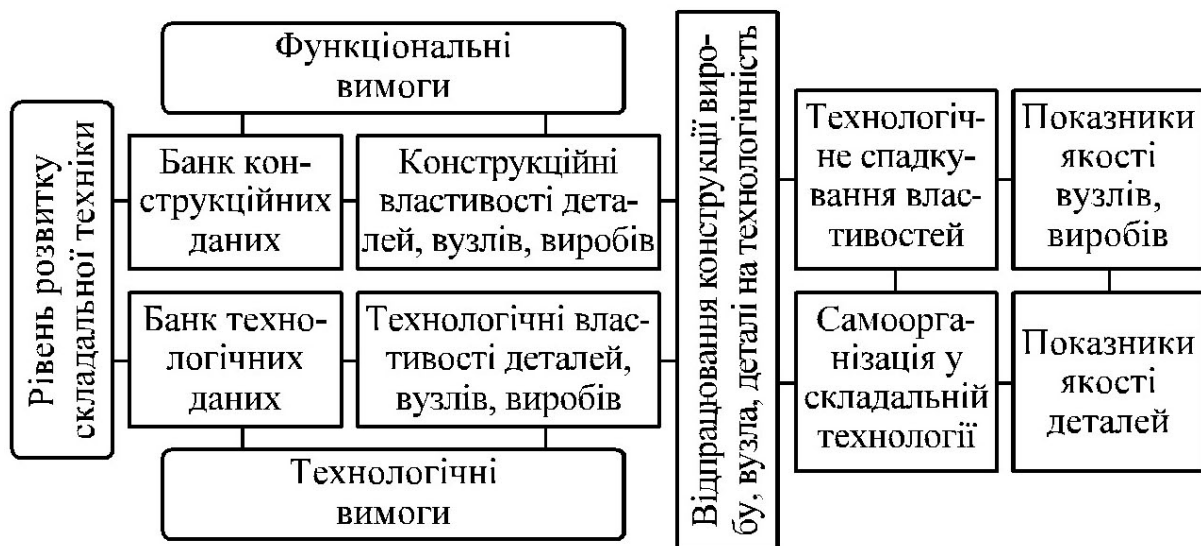 Функціональні
вимоги
Рівень розвитку
складальної техніки
Банк кон-
струкційних
даних
Конструкційні
властивості дета-
лей, вузлів, виробів
Банк техно-
логічних
даних
Технологічні влас-
тивості деталей,
вузлів, виробів
Технологічні
вимоги
Відпрацювання конструкції виро-
бу, вузла, деталі на технологічність
Технологіч-
не спадку-
вання влас-
тивостей
Показники
якості
вузлів,
виробів
Самоорга-
нізація у
складальній
технології
Показники
якості
деталей